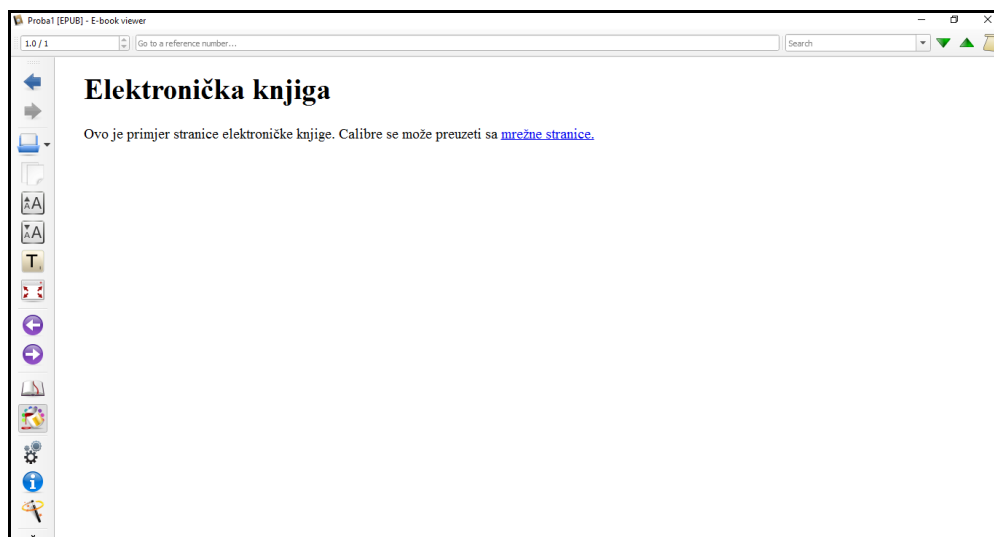 Proba1 [EPUB] - E-book viewer
1.0 / 1
Go to a reference number...
Search
Elektronička knjiga
Ovo je primjer stranice elektroničke knjige. Calibre se može preuzeti sa mrežne stranice.